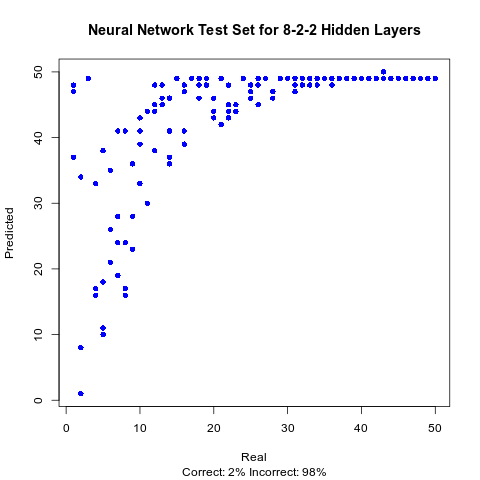 Neural Network Test Set for 8-2-2 Hidden Layers
50
40
30
20
10
0
Predicted
0 10 20 30 40 50
Real
Correct: 2% Incorrect: 98%